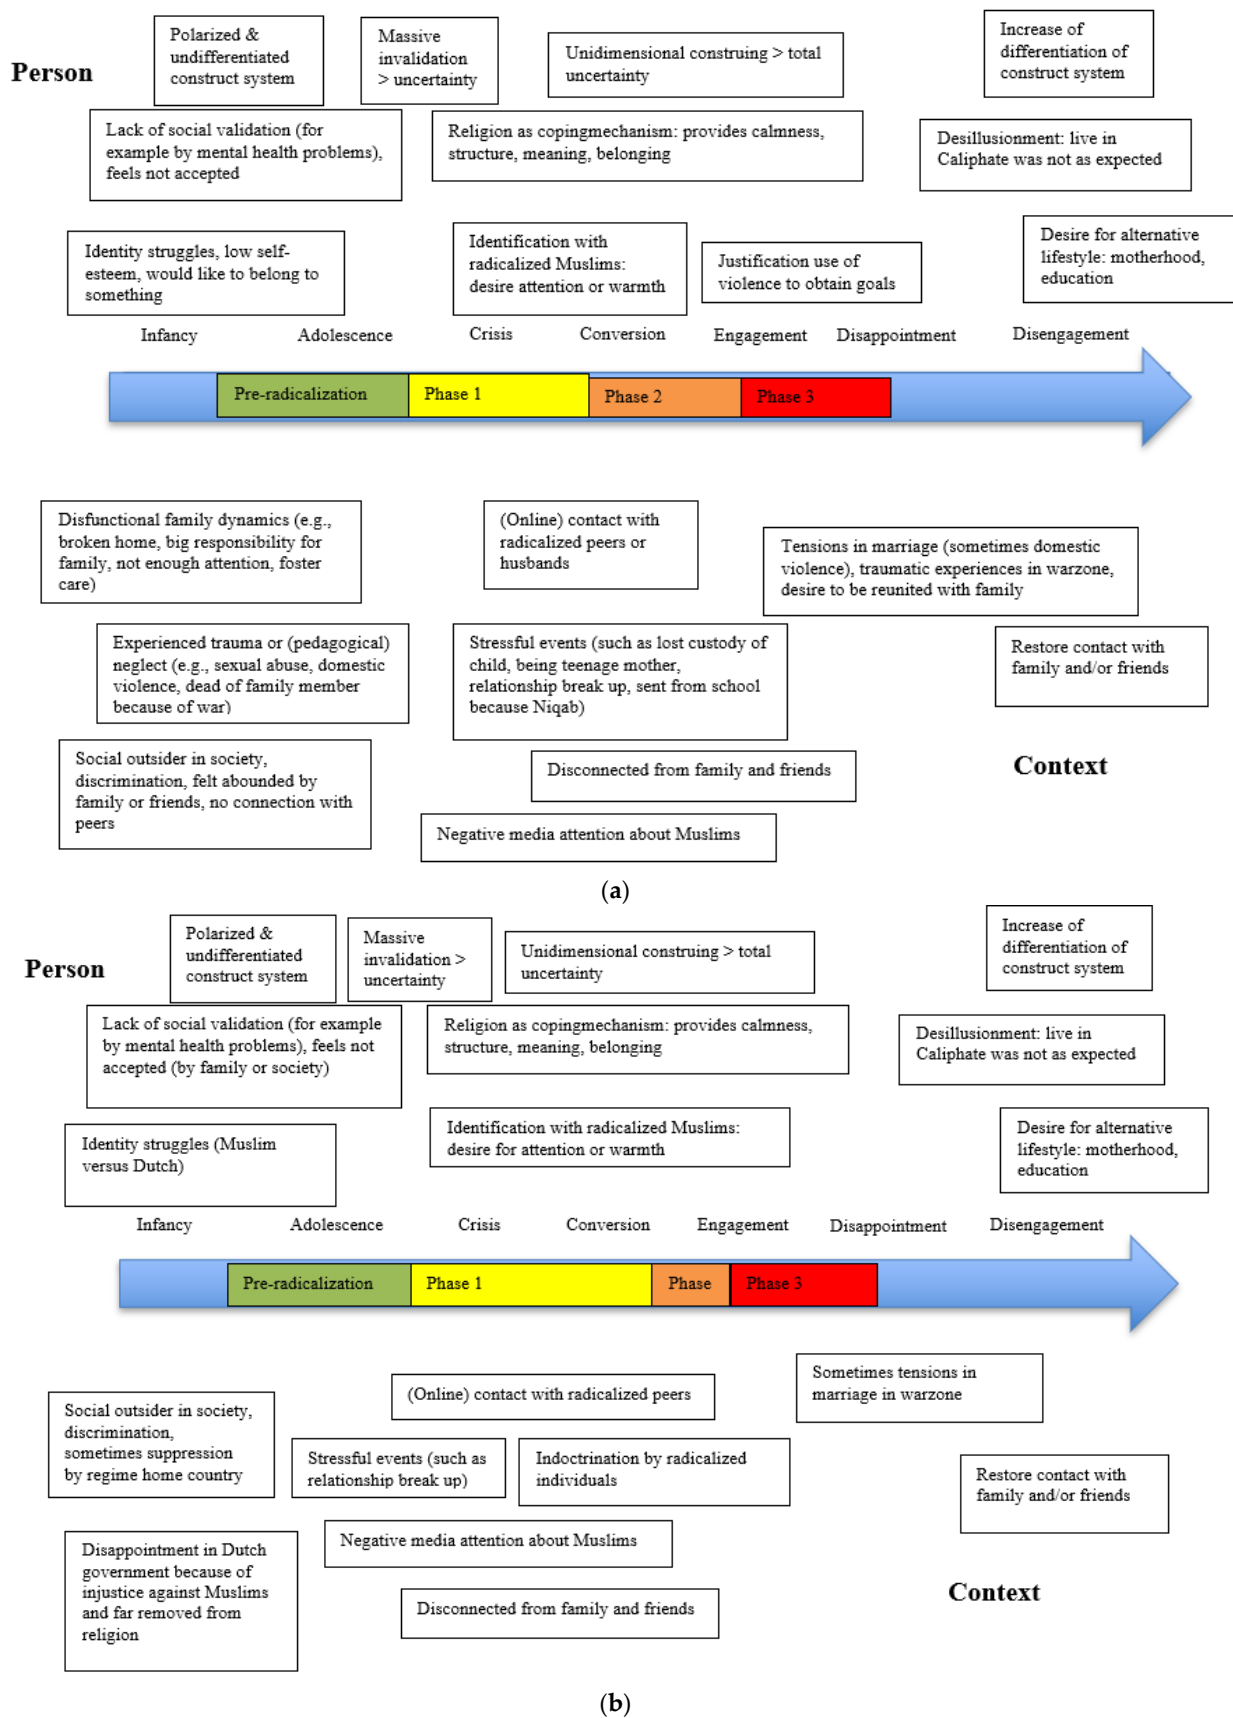 Polarized &
undifferentiated
construct system
Massive
invalidation
> uncertainty
Unidimensional construing > total
uncertainty
Increase of
differentiation of
construct system
Person
Lack of social validation (for
example by mental health problems),
feels not accepted
Religion as copingmechanism: provides calmness,
structure, meaning, belonging
Desillusionment: live in
Caliphate was not as expected
Identity struggles, low self-
esteem, would like to belong to
something
Identification with
radicalized Muslims:
desire attention or warmth
Justification use of
violence to obtain goals
Desire for alternative
lifestyle: motherhood,
education
Infancy
Adolescence
Crisis
Conversion
Engagement
Disappointment
Disengagement
Pre-radicalization
Phase 1
Phase 2
Phase 3
Disfunctional family dynamics (e.g.,
broken home, big responsibility for
family, not enough attention, foster
care)
(Online) contact with
radicalized peers or
husbands
Tensions in marriage (sometimes domestic
violence), traumatic experiences in warzone,
desire to be reunited with family
Experienced trauma or (pedagogical)
neglect (e.g., sexual abuse, domestic
violence, dead of family member
because of war)
Stressful events (such as lost custody of
child, being teenage mother,
relationship break up, sent from school
because Niqab)
Restore contact with
family and/or friends
Social outsider in society,
discrimination, felt abounded by
family or friends, no connection with
peers
Disconnected from family and friends
Context
Negative media attention about Muslims
(a)
Polarized &
undifferentiated
construct system
Massive
invalidation >
uncertainty
Unidimensional construing > total
uncertainty
Increase of
differentiation of
construct system
Person
Lack of social validation (for example
by mental health problems), feels not
accepted (by family or society)
Religion as copingmechanism: provides calmness,
structure, meaning, belonging
Desillusionment: live in
Caliphate was not as expected
Identity struggles (Muslim
versus Dutch)
Identification with radicalized Muslims:
desire for attention or warmth
Desire for alternative
lifestyle: motherhood,
education
Infancy
Adolescence
Crisis
Conversion
Engagement
Disappointment
Disengagement
Pre-radicalization
Phase 1
Phase
Phase 3
Sometimes tensions in
marriage in warzone
(Online) contact with radicalized peers
Social outsider in society,
discrimination,
sometimes suppression
by regime home country
Stressful events (such as
relationship break up)
Indoctrination by radicalized
individuals
Restore contact with
family and/or friends
Negative media attention about Muslims
Disappointment in Dutch
government because of
injustice against Muslims
and far removed from
religion
Disconnected from family and friends
Context
(b)